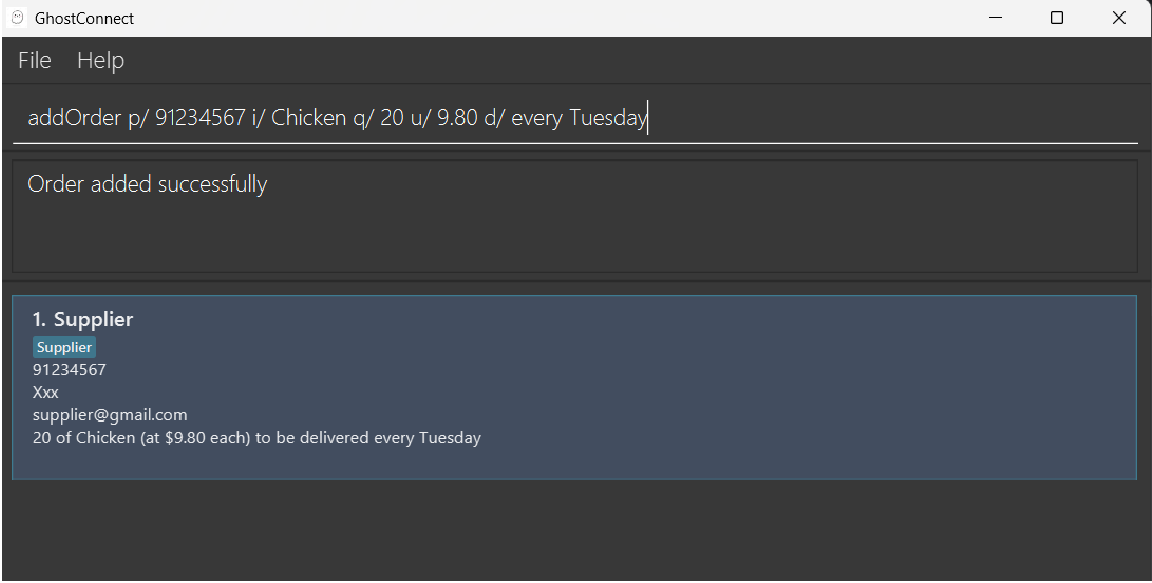 GhostConnect
File Help
addOrder p/ 91234567 i/ Chicken q/ 20 u/ 9.80 d/ every Tuesday
Order added successfully
1. Supplier
Supplier
91234567
Xxx
supplier@gmail.com
20 of Chicken (at $9.80 each) to be delivered every Tuesday